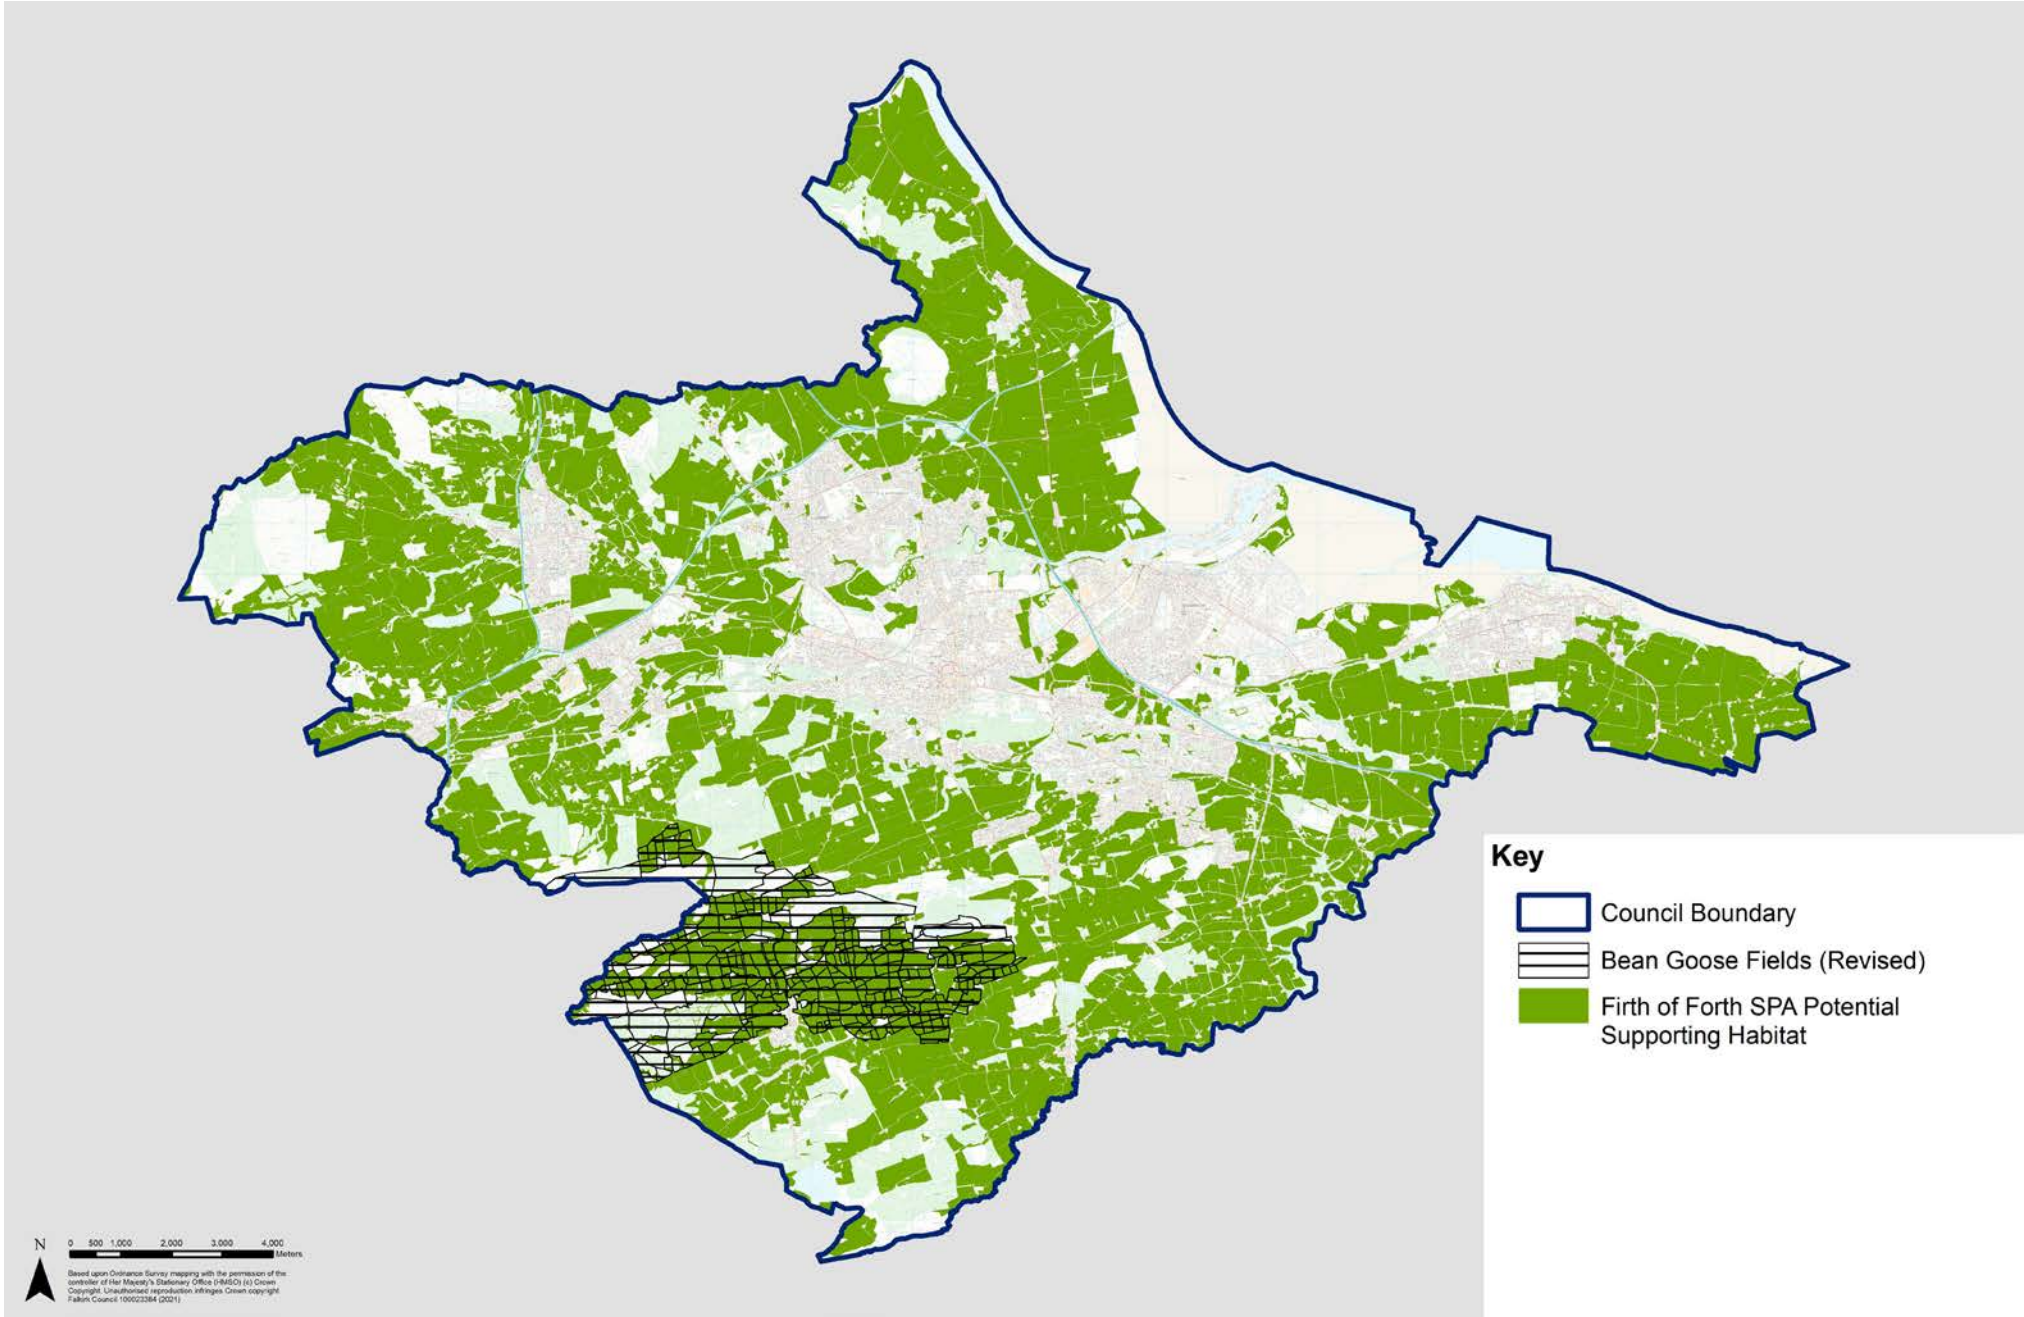 Key
Council Boundary
Bean Goose Fields (Revised)
Firth of Forth SPA Potential
Supporting Habitat
N
0 500 1,000 2,000 3,000 4,000
Meters
Based upon Ordnance Survey mapping with the permission of the
controller of Her Majesty's Stationary Office (HMSO) (c) Crown
Copyright. Unauthorised reproduction infringes Crown copyright
Falkirk Council 100023384 (2021)